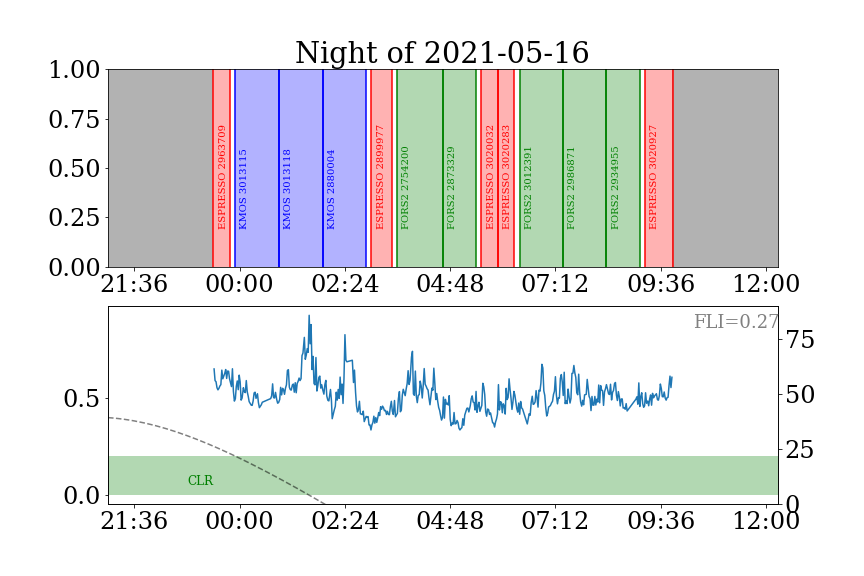 Night of 2021-05-16
1.00
0.75
0.50
0.25
0.00
ESPRESSO 2963709
KMOS 3013115
KMOS 3013118
KMOS 2880004
ESPRESSO 2899977
FORS2 2754200
FORS2 2873329
ESPRESSO 3020032
ESPRESSO 3020283
FORS2 3012391
FORS2 2986871
FORS2 2934955
ESPRESSO 3020927
21:36 00:00 02:24 04:48 07:12 09:36 12:00
FLI=0.27
0.5
0.0
75
50
25
0
CLR
21:36 00:00 02:24 04:48 07:12 09:36 12:00